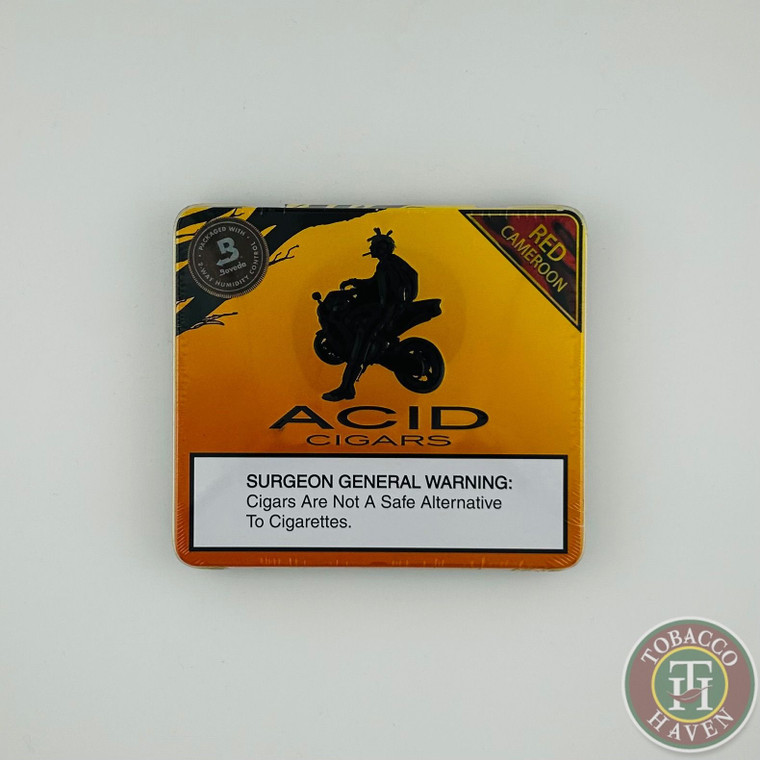 PACKAGED WITH
B
Boveda
2-WAY HUMIDITY CONTROL
RED
CAMEROON
ACID
CIGARS
SURGEON GENERAL WARNING:
Cigars Are Not A Safe Alternative
To Cigarettes.
TOBACCO
TH
HAVEN